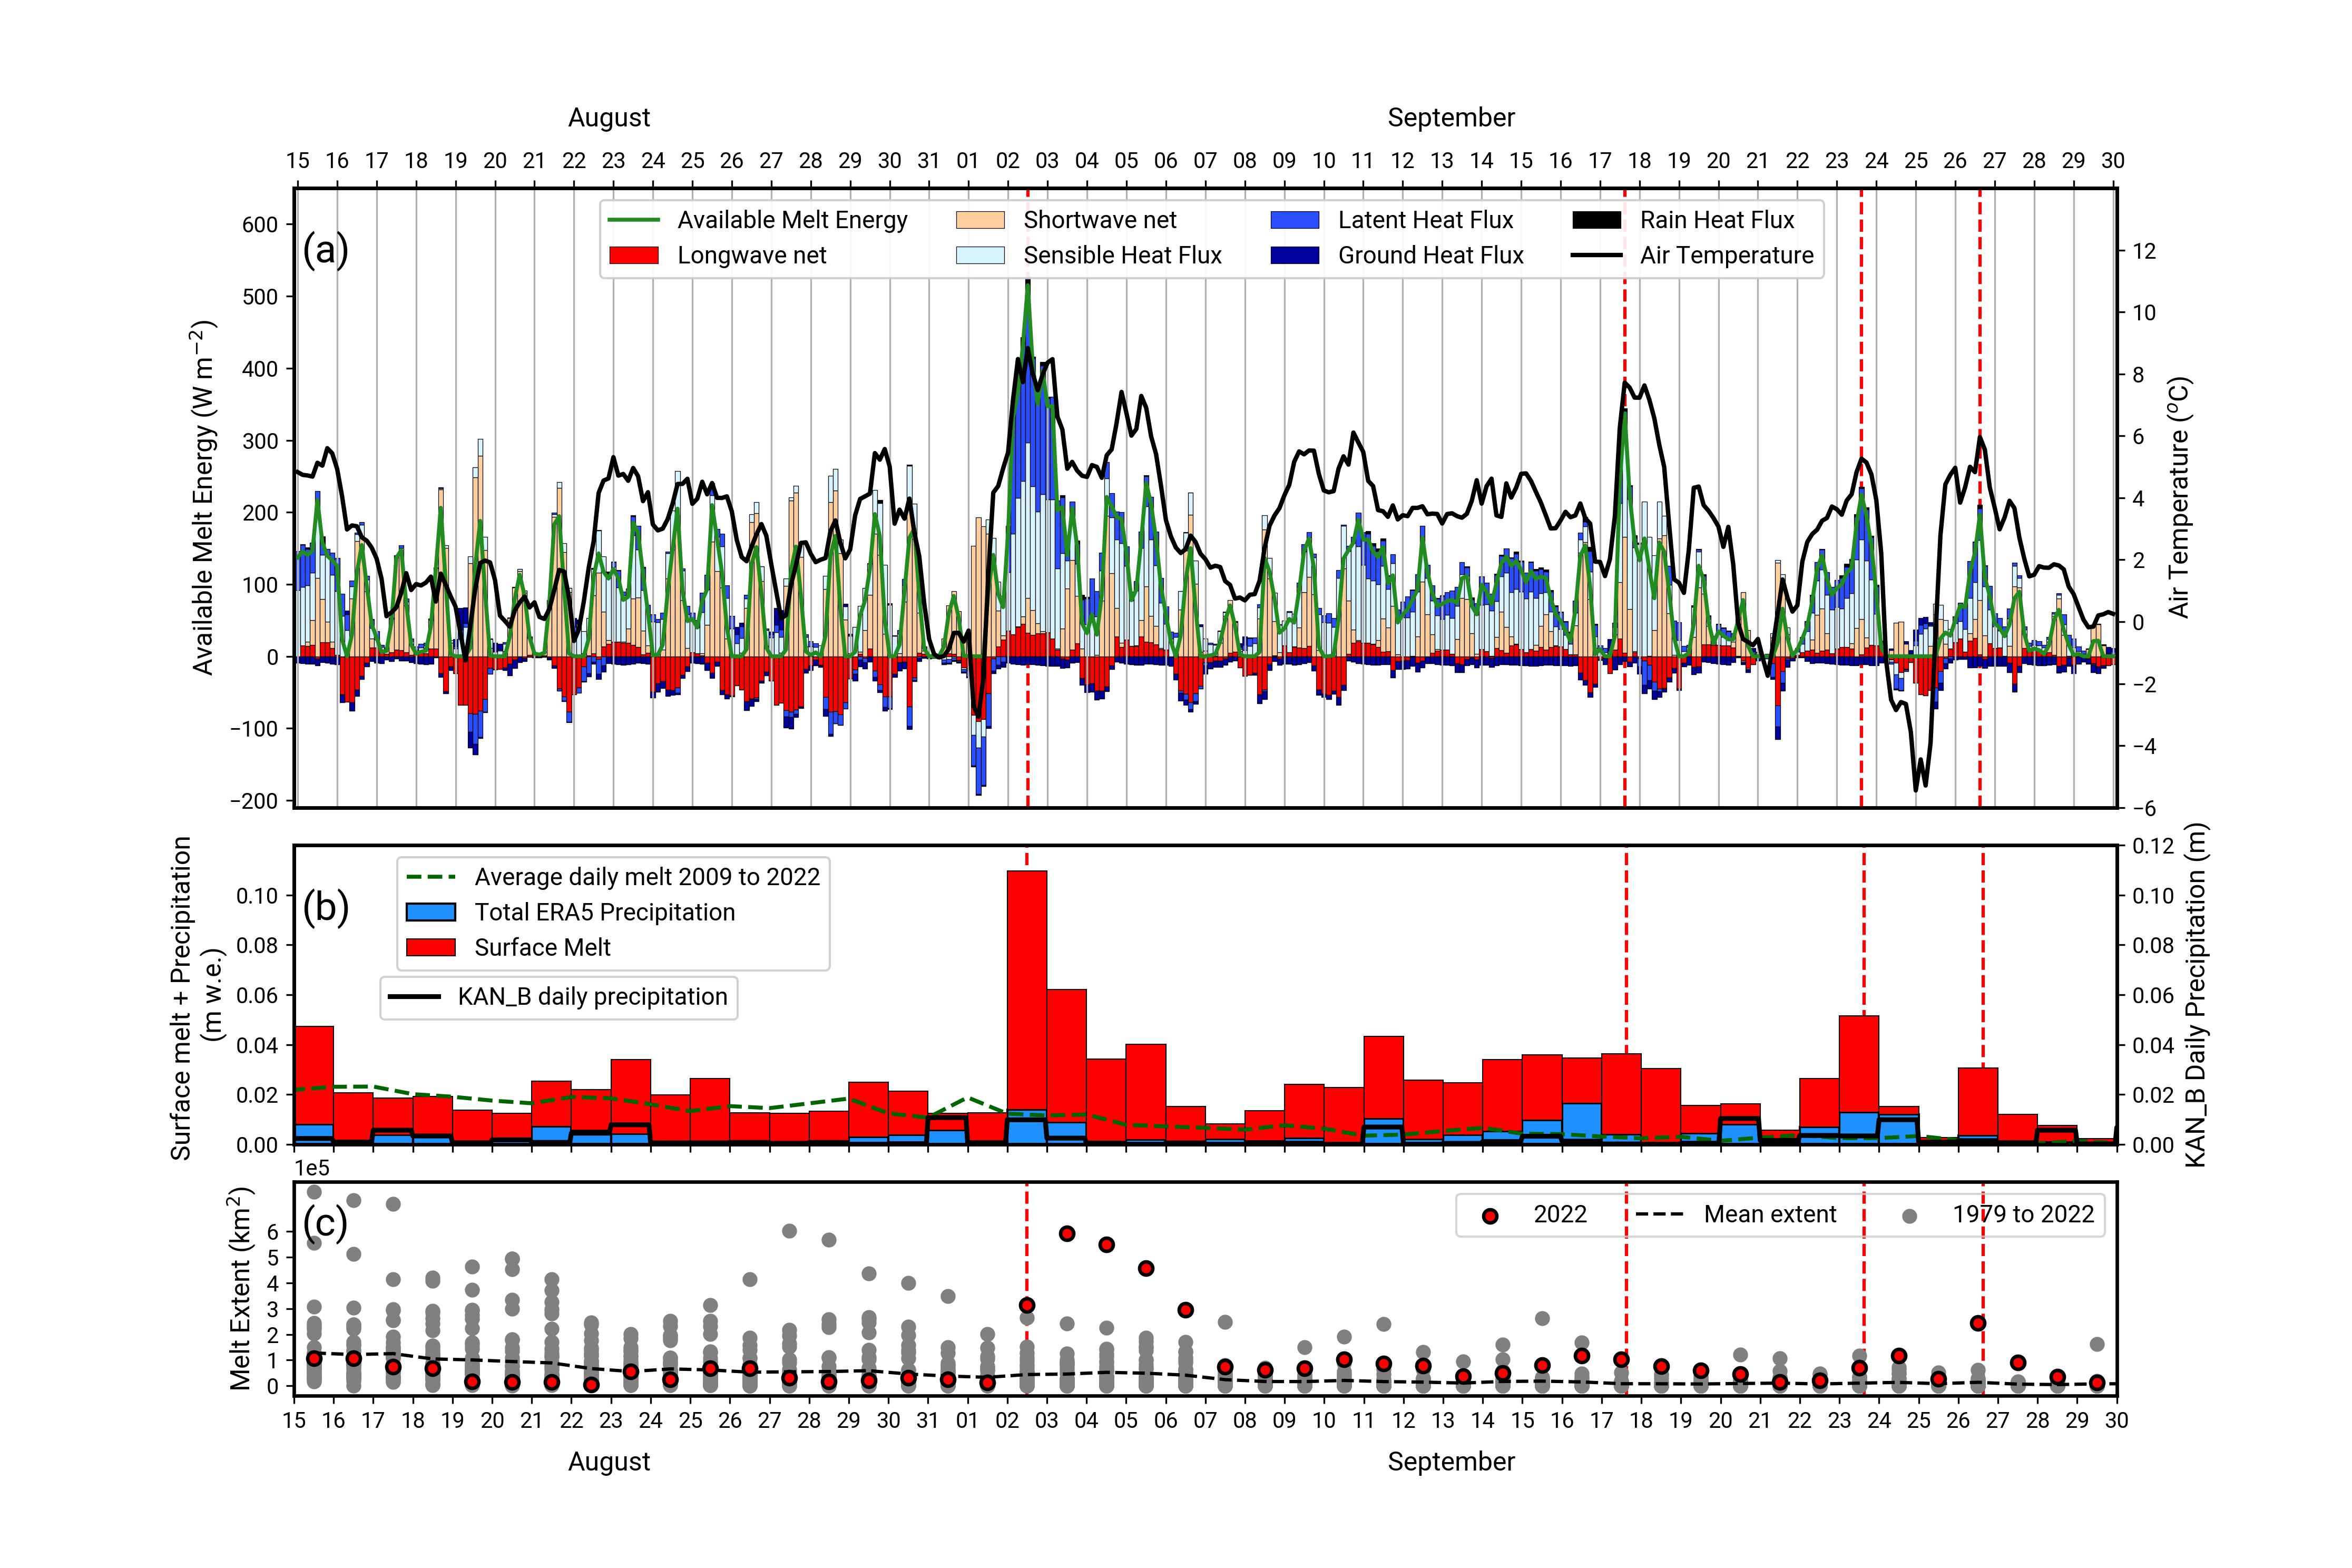 August September
15 16 17 18 19 20 21 22 23 24 25 26 27 28 29 30 31 01 02 03 04 05 06 07 08 09 10 11 12 13 14 15 16 17 18 19 20 21 22 23 24 25 26 27 28 29 30
(a)
Available Melt Energy Shortwave net Latent Heat Flux Rain Heat Flux
Longwave net Sensible Heat Flux Ground Heat Flux Air Temperature
Available Melt Energy (W m−2)
600
500
400
300
200
100
0
−100
−200
Air Temperature (oC)
12
10
8
6
4
2
0
−2
−4
−6
(b)
Average daily melt 2009 to 2022
Total ERA5 Precipitation
Surface Melt
KAN_B daily precipitation
Surface melt + Precipitation
(m w.e.)
0.10
0.08
0.06
0.04
0.02
0.00
KAN_B Daily Precipitation (m)
0.12
0.10
0.08
0.06
0.04
0.02
0.00
1e5
(c)
2022 Mean extent 1979 to 2022
Melt Extent (km2)
6
5
4
3
2
1
0
15 16 17 18 19 20 21 22 23 24 25 26 27 28 29 30 31 01 02 03 04 05 06 07 08 09 10 11 12 13 14 15 16 17 18 19 20 21 22 23 24 25 26 27 28 29 30
August September